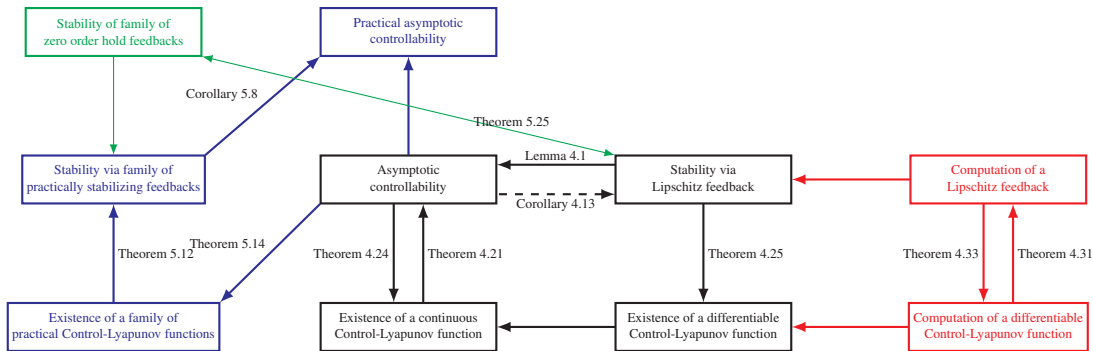 Stability of family of
zero order hold feedbacks
Practical asymptotic
controllability
Corollary 5.8
Theorem 5.25
Stability via family of
practically stabilizing feedbacks
Asymptotic
controllability
Lemma 4.1
Corollary 4.13
Stability via
Lipschitz feedback
Computation of a
Lipschitz feedback
Theorem 5.12
Theorem 5.14
Theorem 4.24
Theorem 4.21
Theorem 4.25
Theorem 4.33
Theorem 4.31
Existence of a family of
practical Control-Lyapunov functions
Existence of a continuous
Control-Lyapunov function
Existence of a differentiable
Control-Lyapunov function
Computation of a differentiable
Control-Lyapunov function